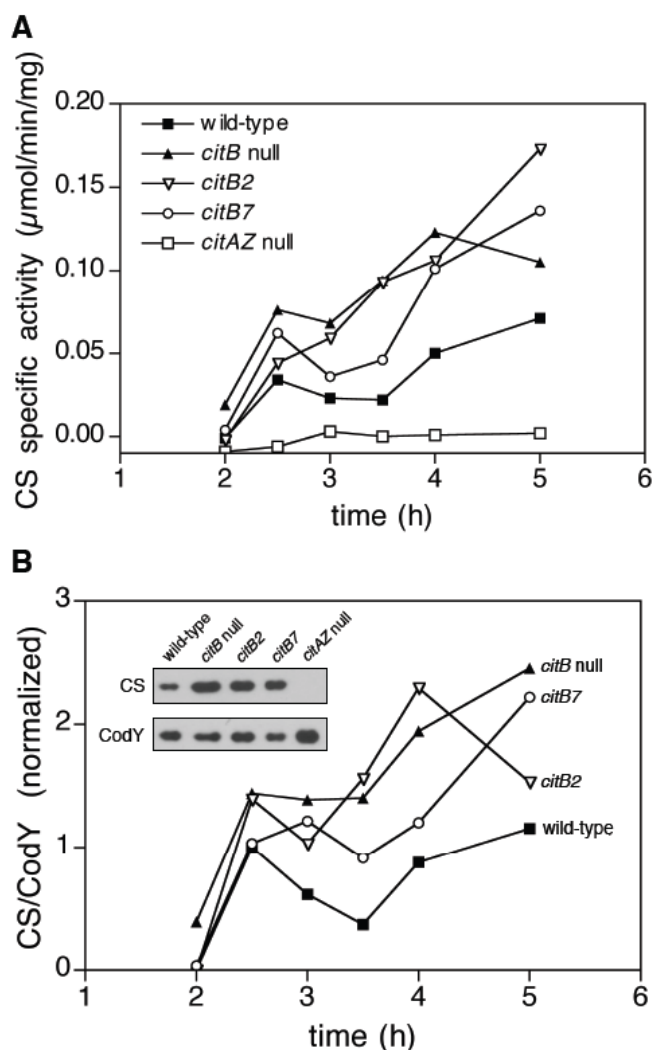 A
CS specific activity (µmol/min/mg)
0.20
0.15
0.10
0.05
0.00
wild-type
citB null
citB2
citB7
citAZ null
1 2 3 4 5 6
time (h)
B
CS/CodY (normalized)
3
2
1
0
wild-type citB null citB2 citB7 citAZ null
CS
CodY
citB null
citB7
citB2
wild-type
1 2 3 4 5 6
time (h)